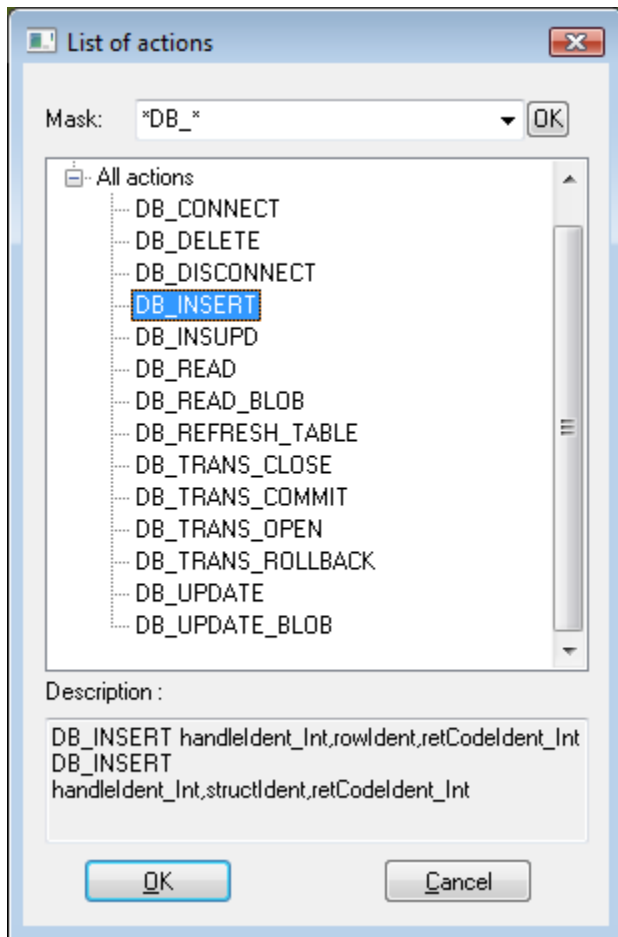 List of actions
Mask: *DB_* OK
All actions
DB_CONNECT
DB_DELETE
DB_DISCONNECT
DB_INSERT
DB_INSUPD
DB_READ
DB_READ_BLOB
DB_REFRESH_TABLE
DB_TRANS_CLOSE
DB_TRANS_COMMIT
DB_TRANS_OPEN
DB_TRANS_ROLLBACK
DB_UPDATE
DB_UPDATE_BLOB
Description :
DB_INSERT handleIdent_Int,rowIdent,retCodeIdent_Int
DB_INSERT
handleIdent_Int,structIdent,retCodeIdent_Int
OK Cancel